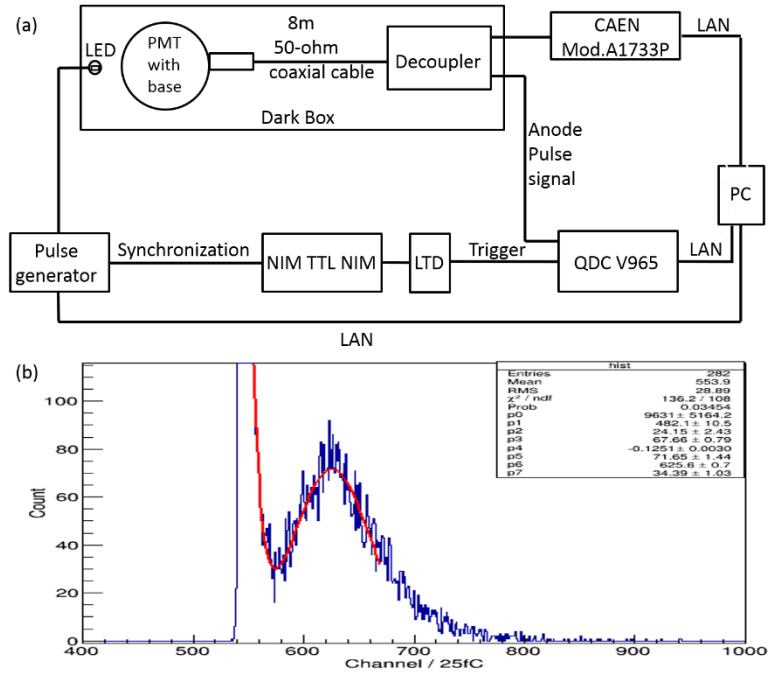 (a)
LED
PMT
with
base
8m
50-ohm
coaxial cable
Decoupler
Dark Box
CAEN
Mod.A1733P
LAN
Anode
Pulse
signal
PC
Pulse
generator
Synchronization
NIM TTL NIM
LTD
Trigger
QDC V965
LAN
LAN
(b)
hist
Entries 282
Mean 553.9
RMS 28.89
χ² / ndf 136.2 / 108
Prob 0.03454
p0 9631 ± 5164.2
p1 482.1 ± 10.5
p2 24.15 ± 2.43
p3 67.66 ± 0.79
p4 -0.1251 ± 0.0030
p5 71.65 ± 1.44
p6 625.6 ± 0.7
p7 34.39 ± 1.03
Count
100
80
60
40
20
0
400 500 600 700 800 900 1000
Channel / 25fC